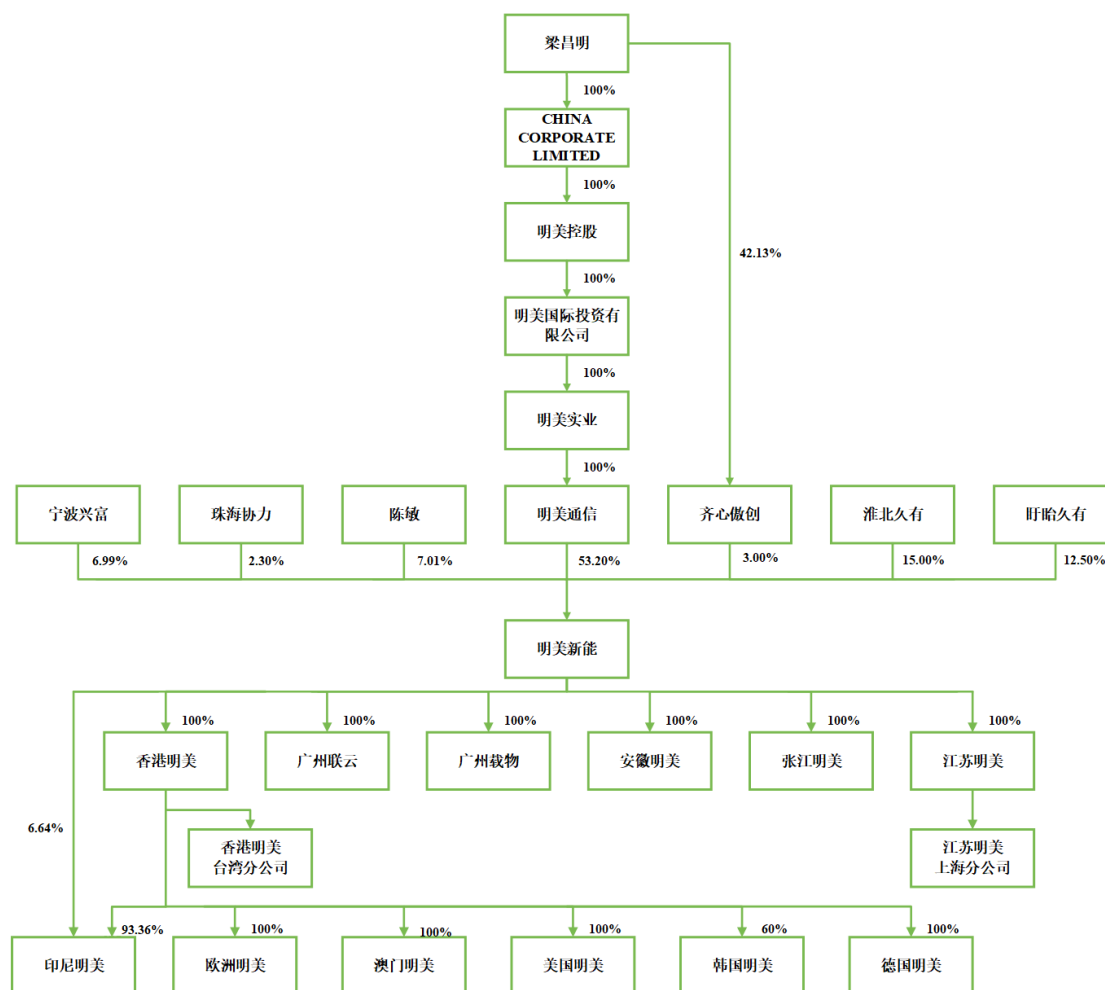 梁昌明
100%
CHINA
CORPORATE
LIMITED
100%
明美控股
42.13%
100%
明美国际投资有
限公司
100%
明美实业
100%
宁波兴富
珠海协力
陈敏
明美通信
齐心傲创
淮北久有
盱眙久有
6.99%
2.30%
7.01%
53.20%
3.00%
15.00%
12.50%
明美新能
100%
100%
100%
100%
100%
100%
香港明美
广州联云
广州载物
安徽明美
张江明美
江苏明美
6.64%
香港明美
台湾分公司
江苏明美
上海分公司
93.36%
100%
100%
100%
60%
100%
印尼明美
欧洲明美
澳门明美
美国明美
韩国明美
德国明美